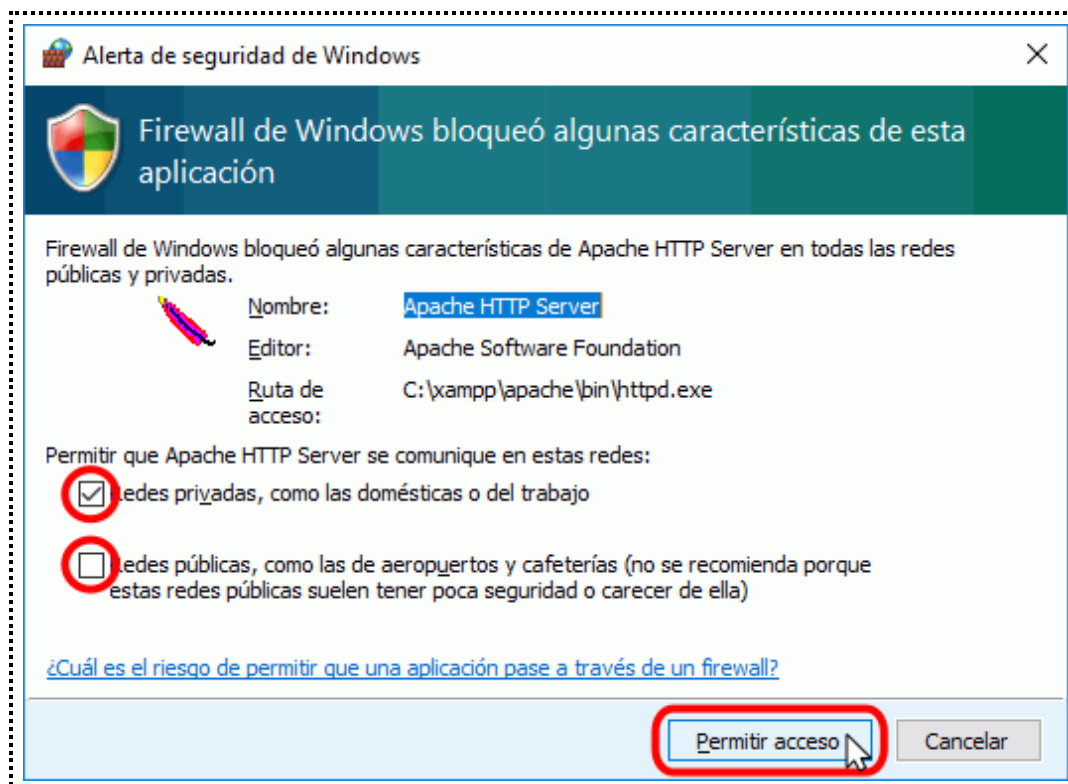 Alerta de seguridad de Windows
Firewall de Windows bloqueó algunas características de esta
aplicación
Firewall de Windows bloqueó algunas características de Apache HTTP Server en todas las redes
públicas y privadas.
Nombre: Apache HTTP Server
Editor: Apache Software Foundation
Ruta de C:\xampp\apache\bin\httpd.exe
acceso:
Permitir que Apache HTTP Server se comunique en estas redes:
Redes privadas, como las domésticas o del trabajo
Redes públicas, como las de aeropuertos y cafeterías (no se recomienda porque
estas redes públicas suelen tener poca seguridad o carecer de ella)
¿Cuál es el riesgo de permitir que una aplicación pase a través de un firewall?
Permitir acceso Cancelar